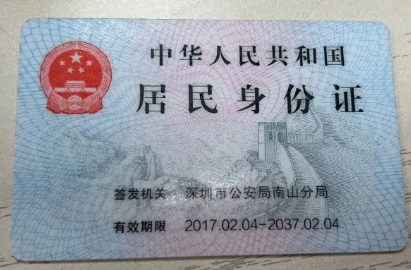 中华人民共和国
居民身份证
签发机关 深圳市公安局南山分局
有效期限 2017.02.04-2037.02.04